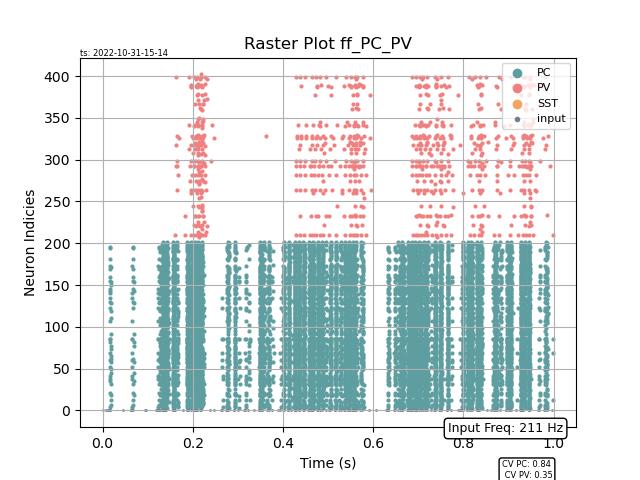 ts: 2022-10-31-15-14
Raster Plot ff_PC_PV
PC
PV
SST
input
400
350
300
250
200
150
100
50
0
Neuron Indicies
0.0
0.2
0.4
0.6
0.8
1.0
Time (s)
Input Freq: 211 Hz
CV PC: 0.84
CV PV: 0.35